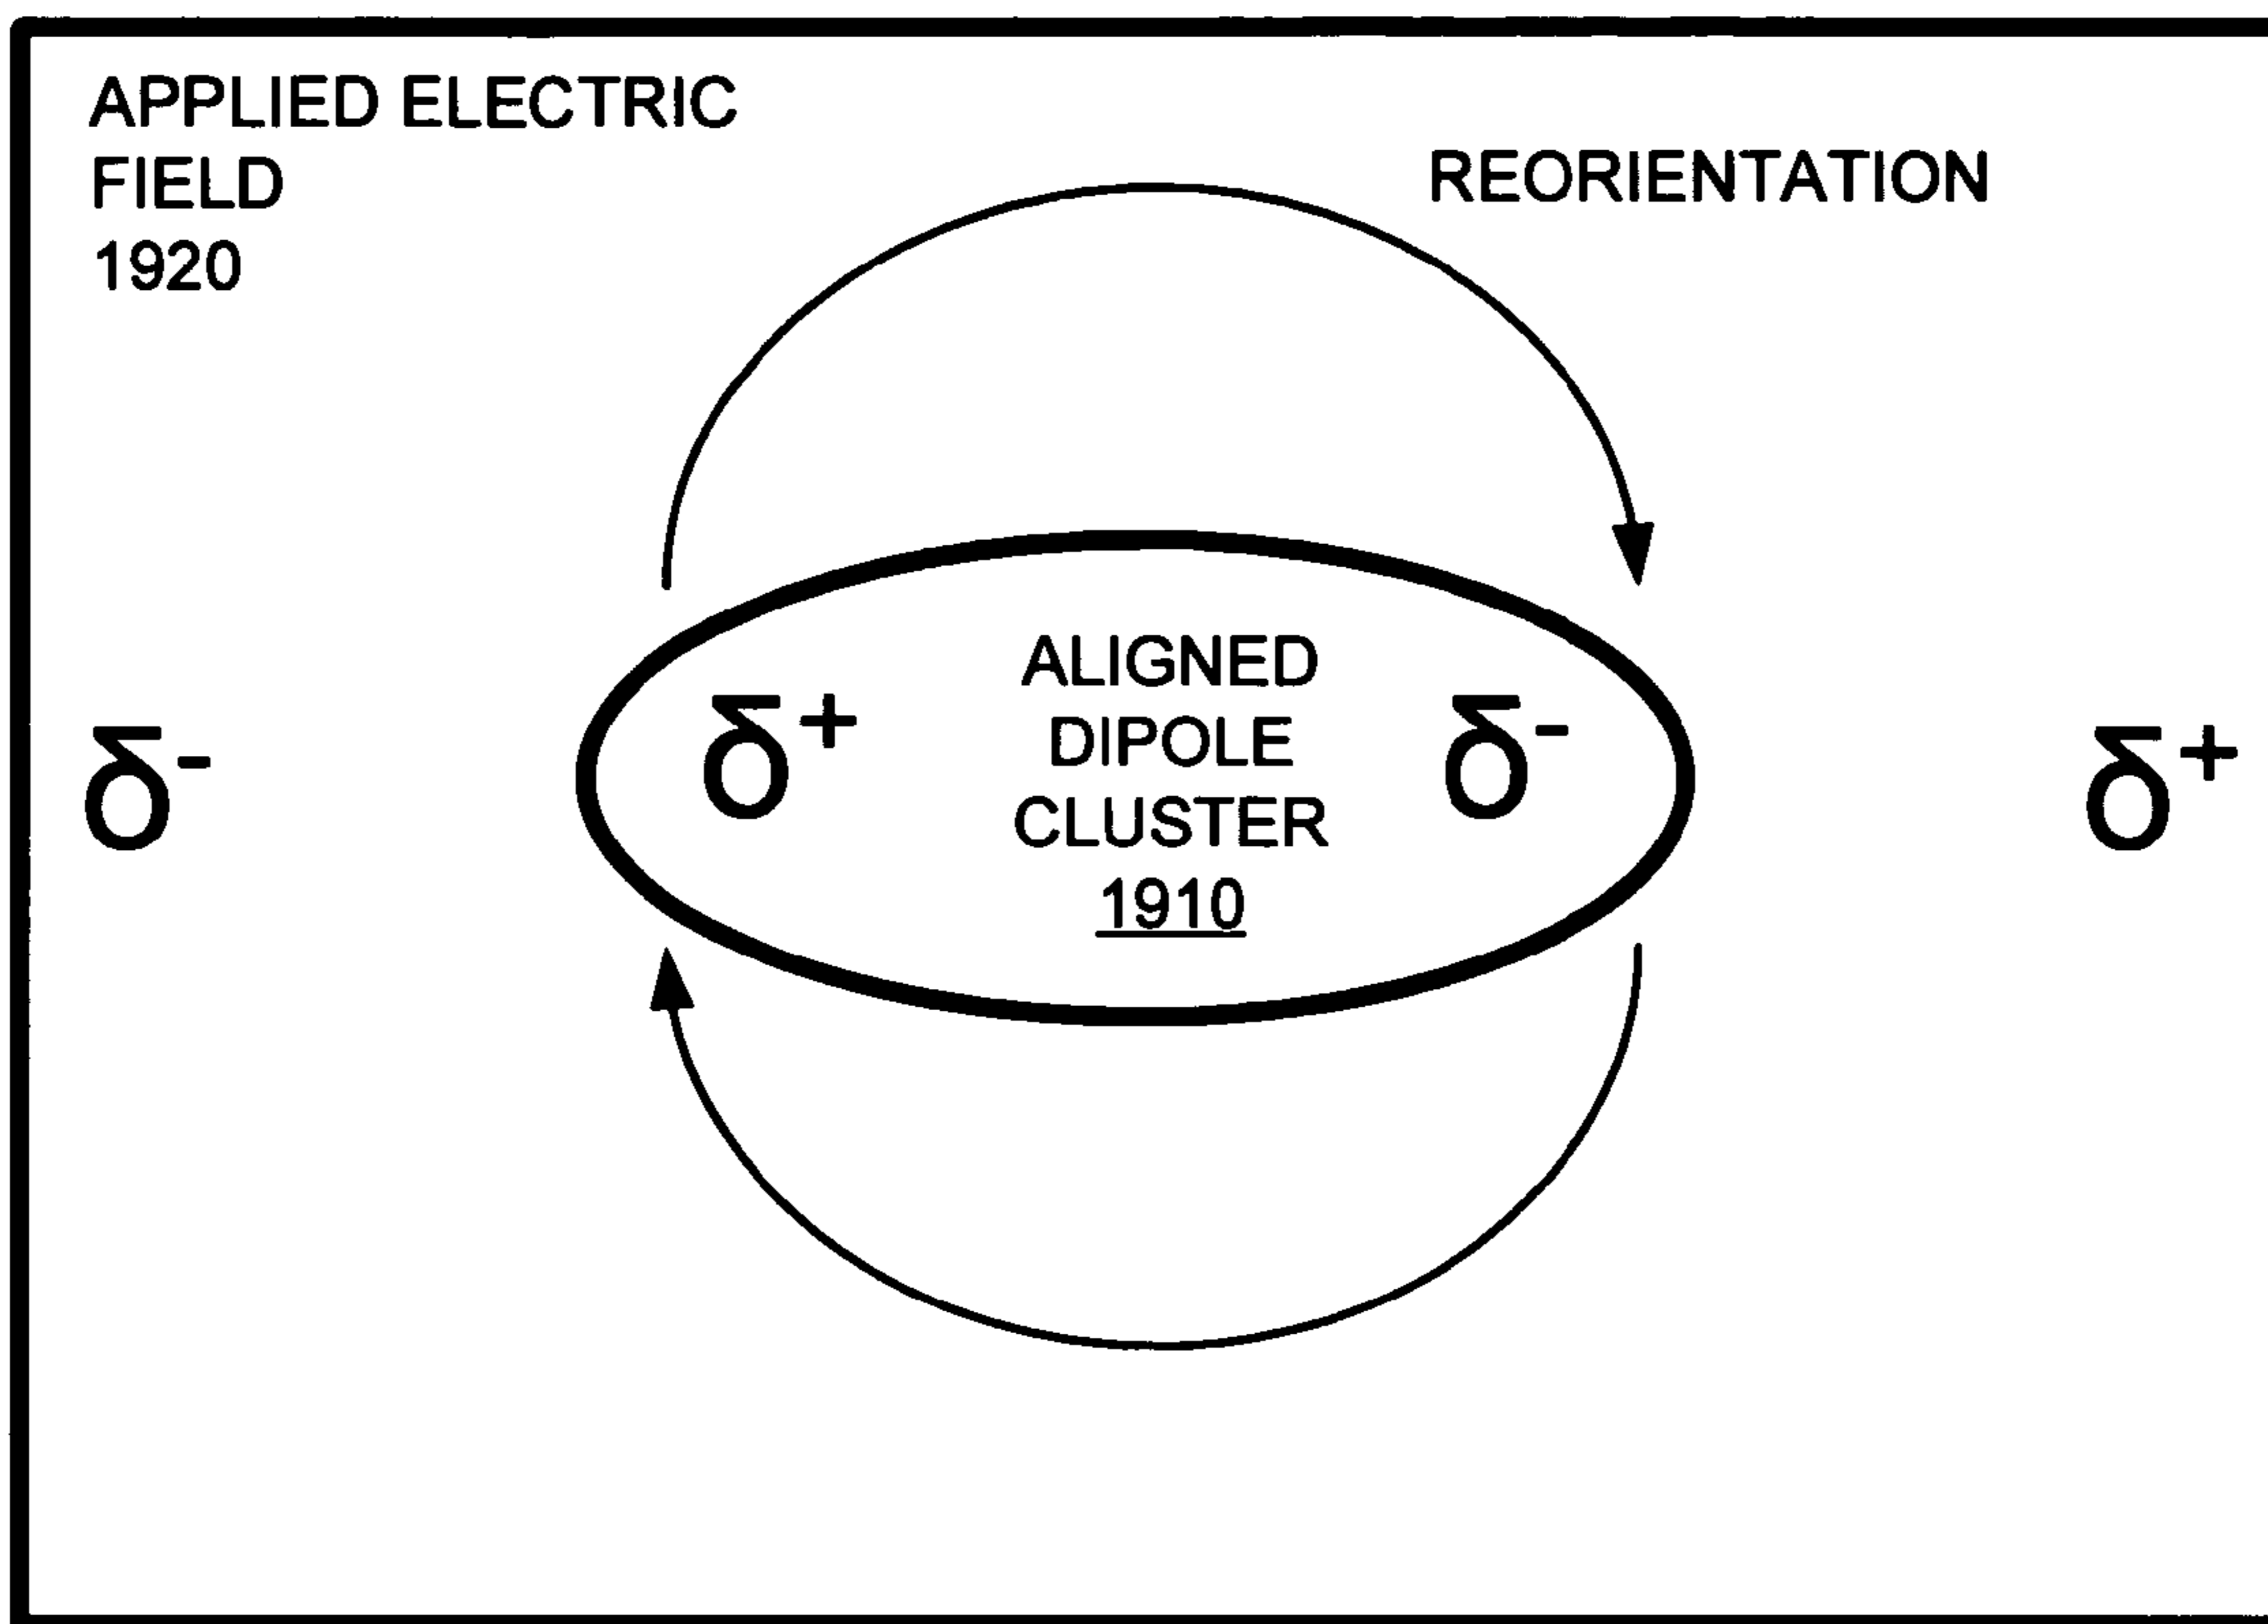 APPLIED ELECTRIC
FIELD
1920
REORIENTATION
ALIGNED
DIPOLE
CLUSTER
1910
δ-
δ+
δ-
δ+